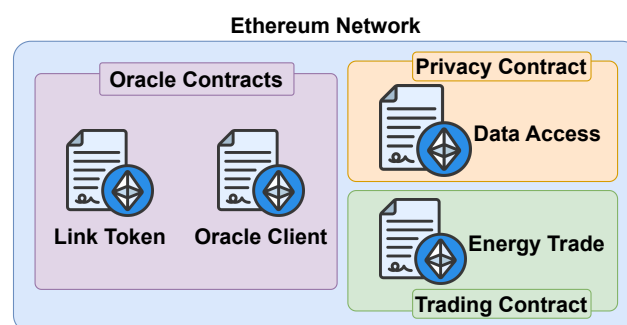 Ethereum Network
Oracle Contracts
Link Token
Oracle Client
Privacy Contract
Data Access
Energy Trade
Trading Contract